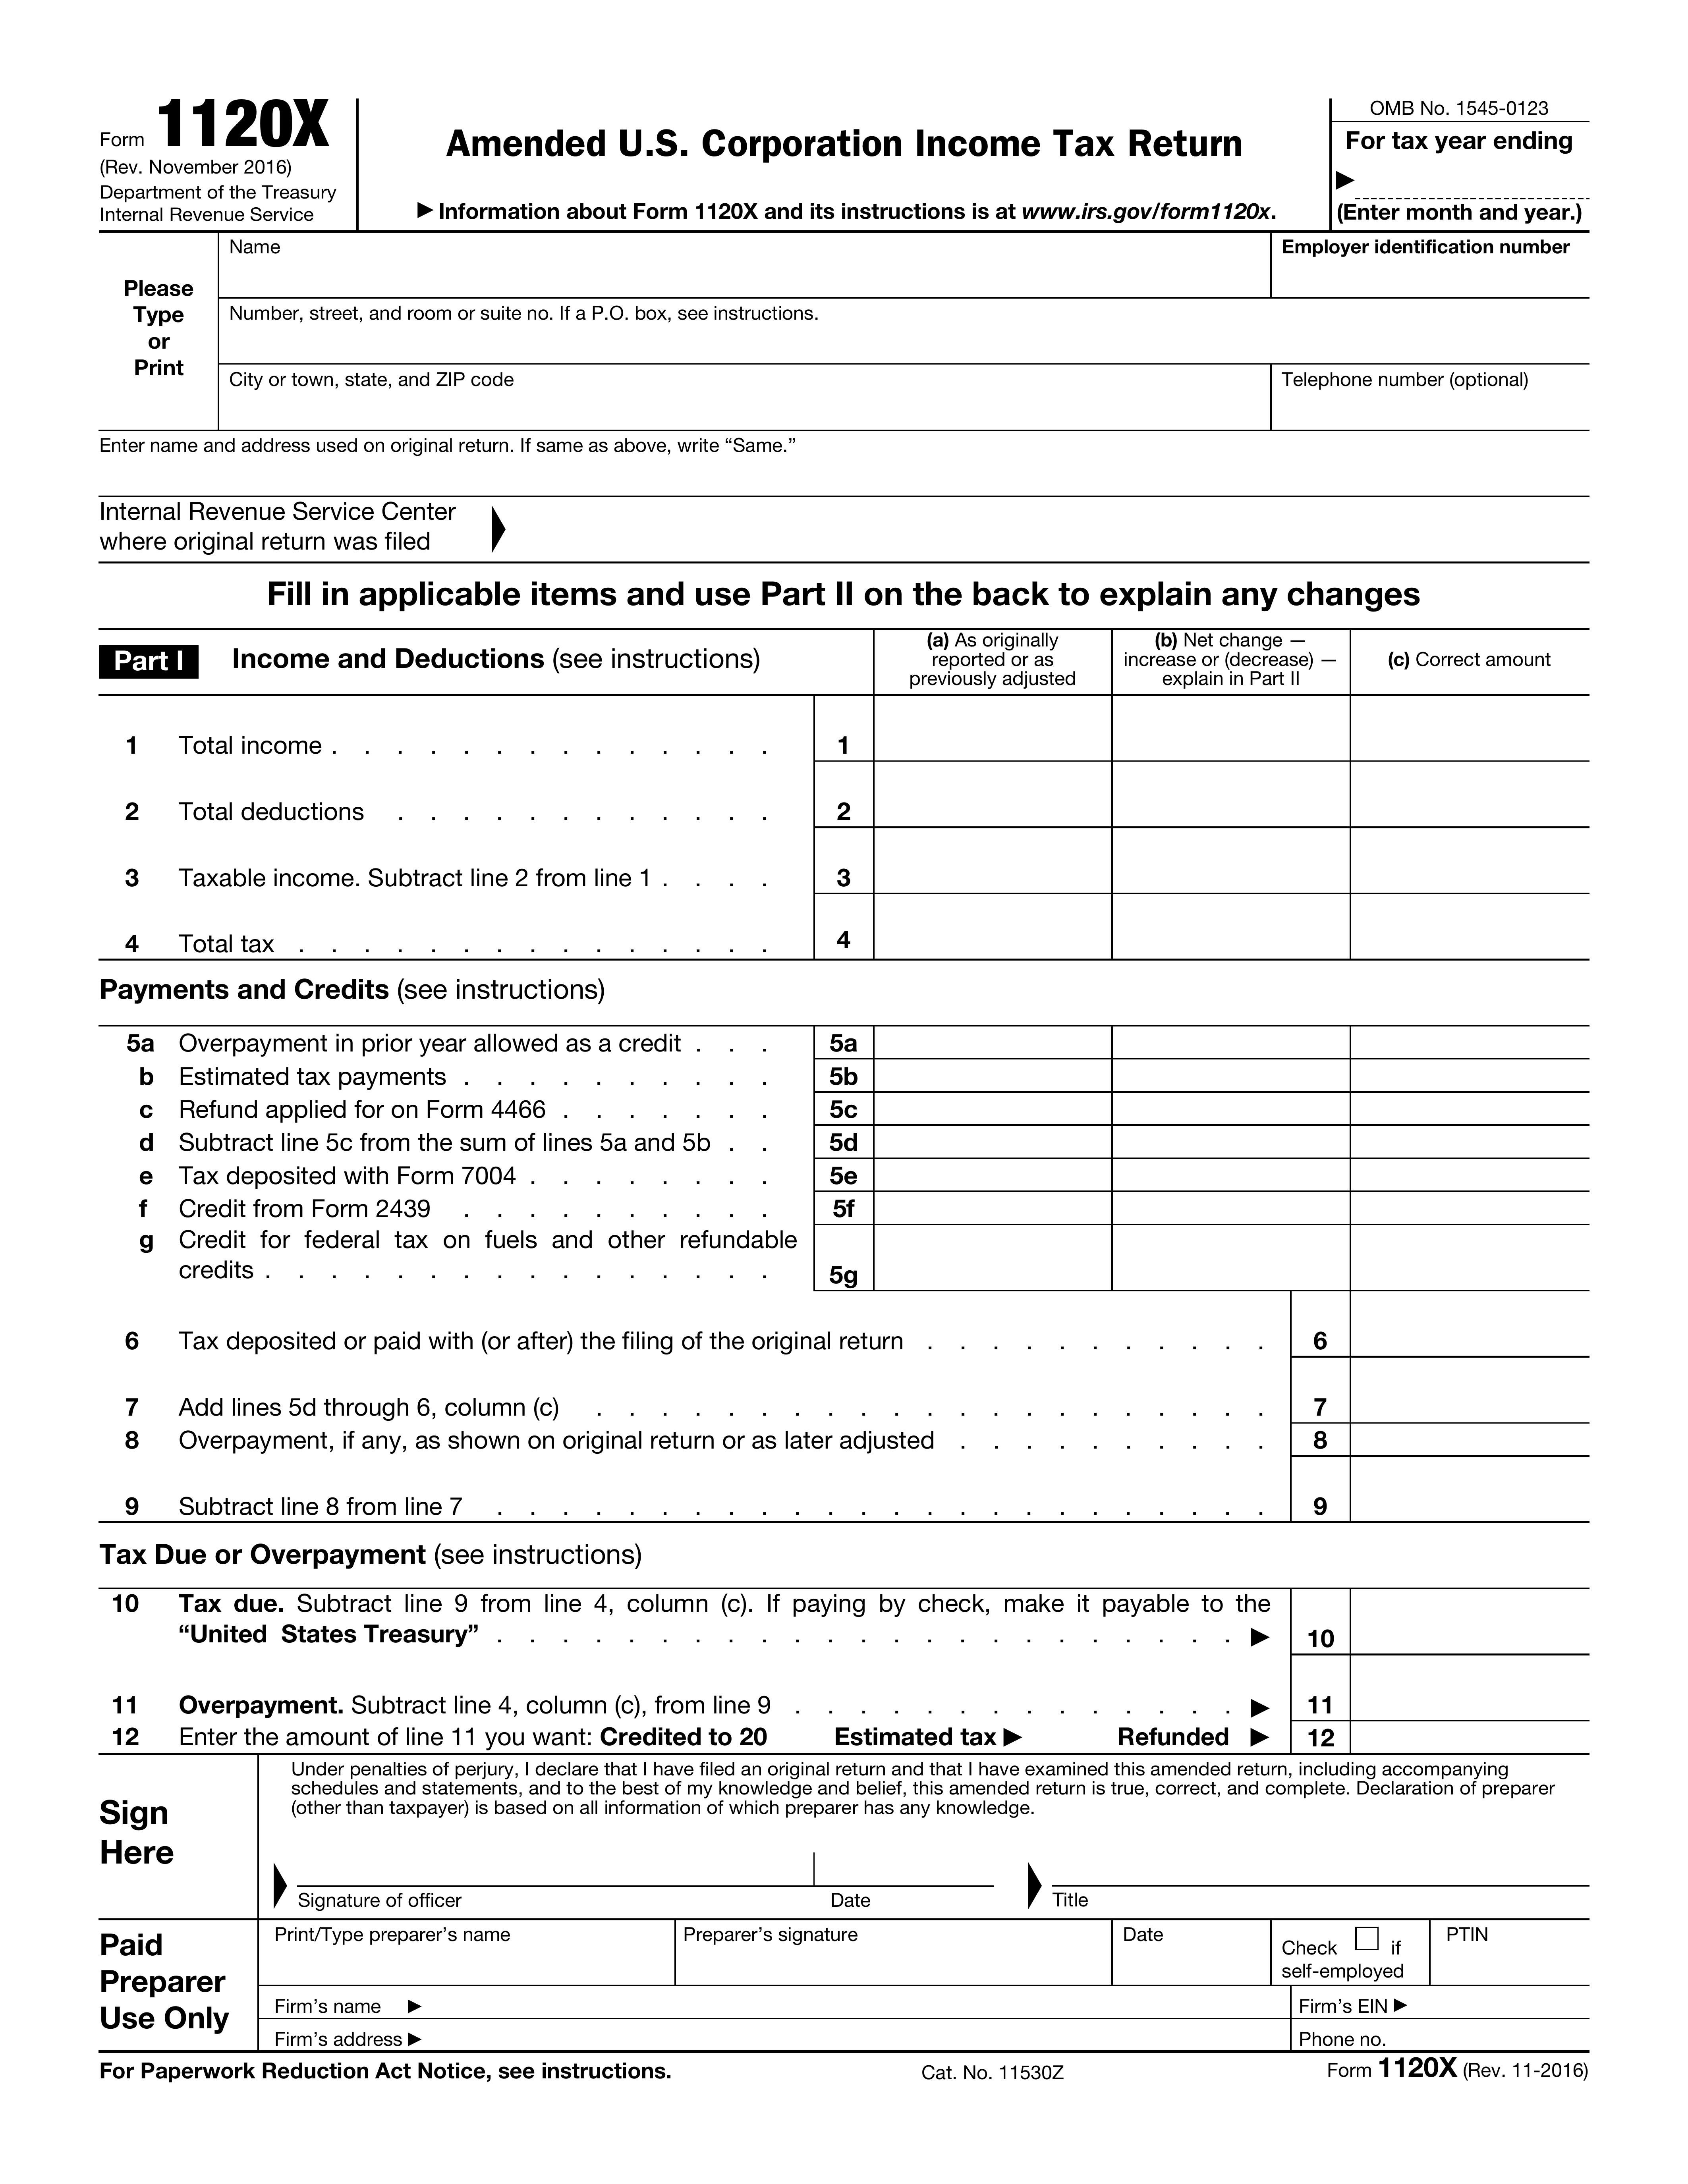 Form 1120X
(Rev. November 2016)
Department of the Treasury
Internal Revenue Service
Amended U.S. Corporation Income Tax Return
▶ Information about Form 1120X and its instructions is at www.irs.gov/form1120x.
OMB No. 1545-0123
For tax year ending
▶
(Enter month and year.)
Please
Type
or
Print
Name
Employer identification number
Number, street, and room or suite no. If a P.O. box, see instructions.
City or town, state, and ZIP code
Telephone number (optional)
Enter name and address used on original return. If same as above, write “Same.”
Internal Revenue Service Center
where original return was filed
Fill in applicable items and use Part II on the back to explain any changes
Part I Income and Deductions (see instructions)
(a) As originally
reported or as
previously adjusted
(b) Net change —
increase or (decrease) —
explain in Part II
(c) Correct amount
1 Total income . . . . . . . . . . . . . . 1
2 Total deductions . . . . . . . . . . . . 2
3 Taxable income. Subtract line 2 from line 1 . . . . 3
4 Total tax . . . . . . . . . . . . . . . 4
Payments and Credits (see instructions)
5a Overpayment in prior year allowed as a credit . . . 5a
b Estimated tax payments . . . . . . . . . . 5b
c Refund applied for on Form 4466 . . . . . . . 5c
d Subtract line 5c from the sum of lines 5a and 5b . . 5d
e Tax deposited with Form 7004 . . . . . . . . 5e
f Credit from Form 2439 . . . . . . . . . . 5f
g Credit for federal tax on fuels and other refundable
credits . . . . . . . . . . . . . . . . 5g
6 Tax deposited or paid with (or after) the filing of the original return . . . . . . . . . . . 6
7 Add lines 5d through 6, column (c) . . . . . . . . . . . . . . . . . . . . . 7
8 Overpayment, if any, as shown on original return or as later adjusted . . . . . . . . . . 8
9 Subtract line 8 from line 7 . . . . . . . . . . . . . . . . . . . . . . . . 9
Tax Due or Overpayment (see instructions)
10 Tax due. Subtract line 9 from line 4, column (c). If paying by check, make it payable to the
“United States Treasury” . . . . . . . . . . . . . . . . . . . . . . . ▶ 10
11 Overpayment. Subtract line 4, column (c), from line 9 . . . . . . . . . . . . . . ▶ 11
12 Enter the amount of line 11 you want: Credited to 20 Estimated tax ▶ Refunded ▶ 12
Sign
Here
Under penalties of perjury, I declare that I have filed an original return and that I have examined this amended return, including accompanying
schedules and statements, and to the best of my knowledge and belief, this amended return is true, correct, and complete. Declaration of preparer
(other than taxpayer) is based on all information of which preparer has any knowledge.
Signature of officer
Date
Title
Paid
Preparer
Use Only
Print/Type preparer’s name
Preparer’s signature
Date
Check if
self-employed
PTIN
Firm’s name ▶
Firm’s EIN ▶
Firm’s address ▶
Phone no.
For Paperwork Reduction Act Notice, see instructions.
Cat. No. 11530Z
Form 1120X (Rev. 11-2016)